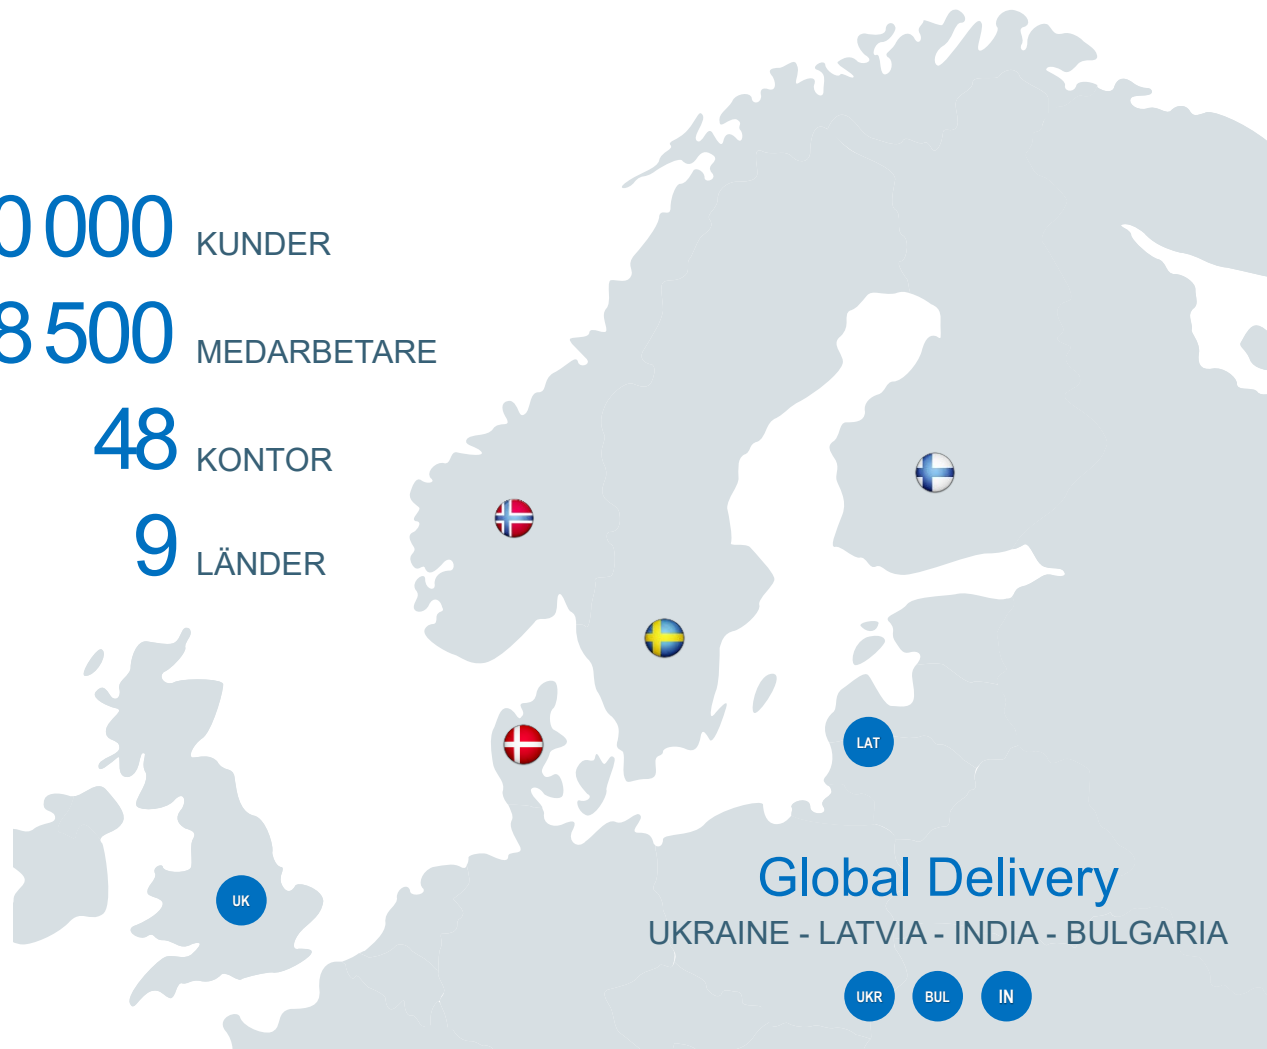 0 000 KUNDER
8 500 MEDARBETARE
48 KONTOR
9 LÄNDER
LAT
UK
Global Delivery
UKRAINE - LATVIA - INDIA - BULGARIA
UKR BUL IN